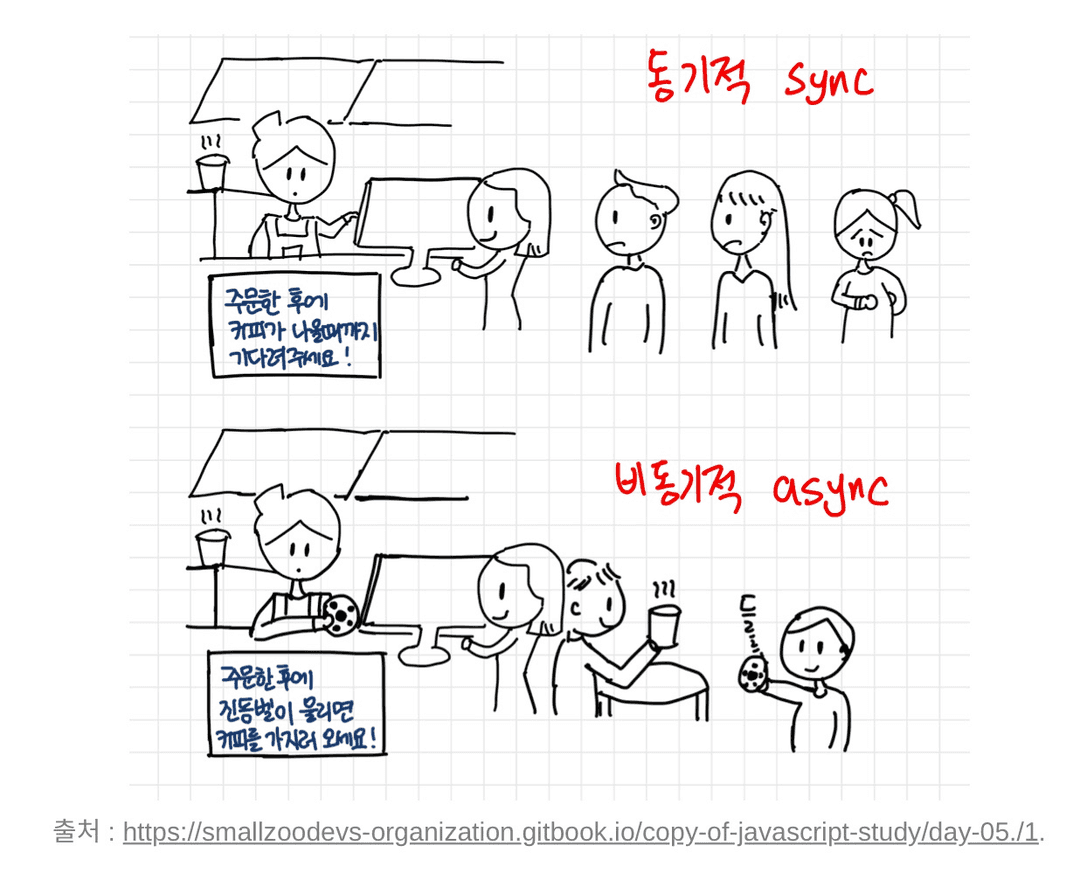 동기적 sync
주문한 후에
커피가 나올때까지
기다려주세요!
비동기적 async
드르
주문한 후에
진동벨이 울리면
커피를 가지러 오세요!
출처 : https://smallzoodevs-organization.gitbook.io/copy-of-javascript-study/day-05./1.